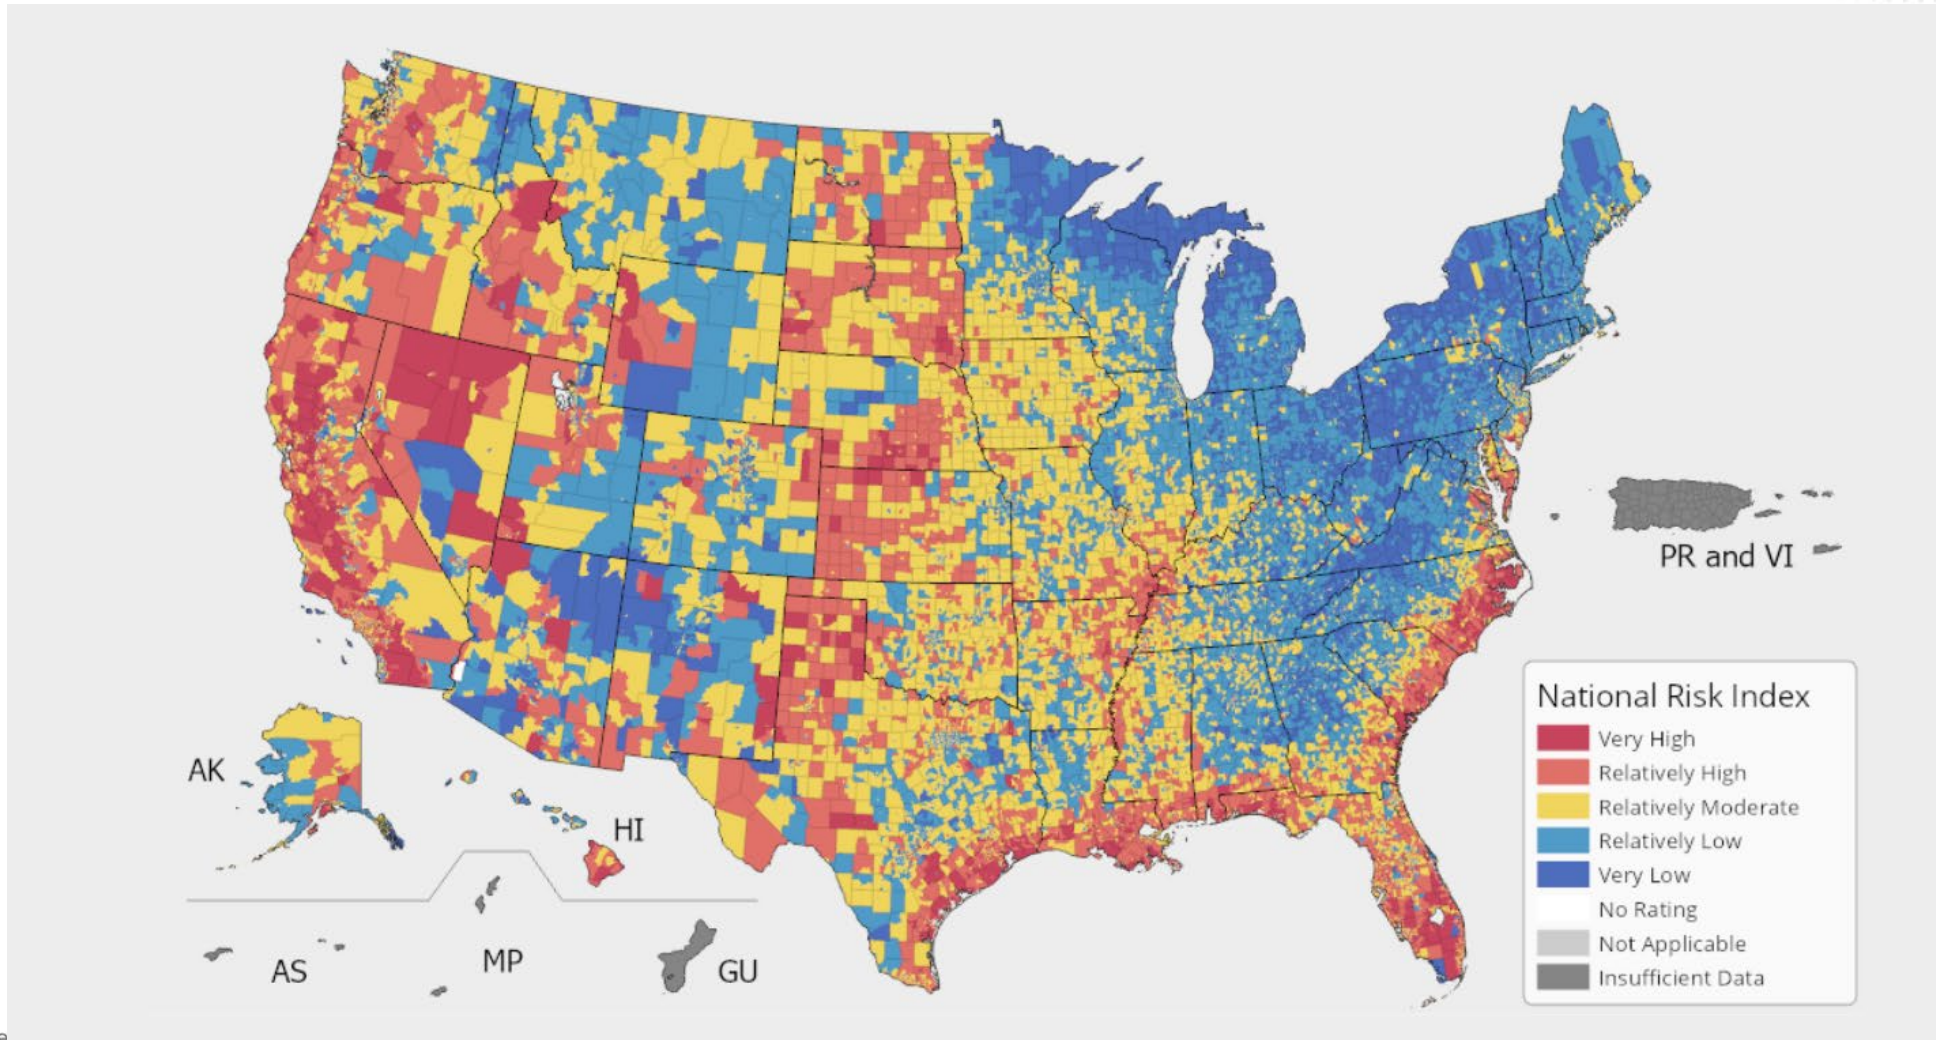 AK
HI
AS
MP
GU
PR and VI
National Risk Index
Very High
Relatively High
Relatively Moderate
Relatively Low
Very Low
No Rating
Not Applicable
Insufficient Data
e